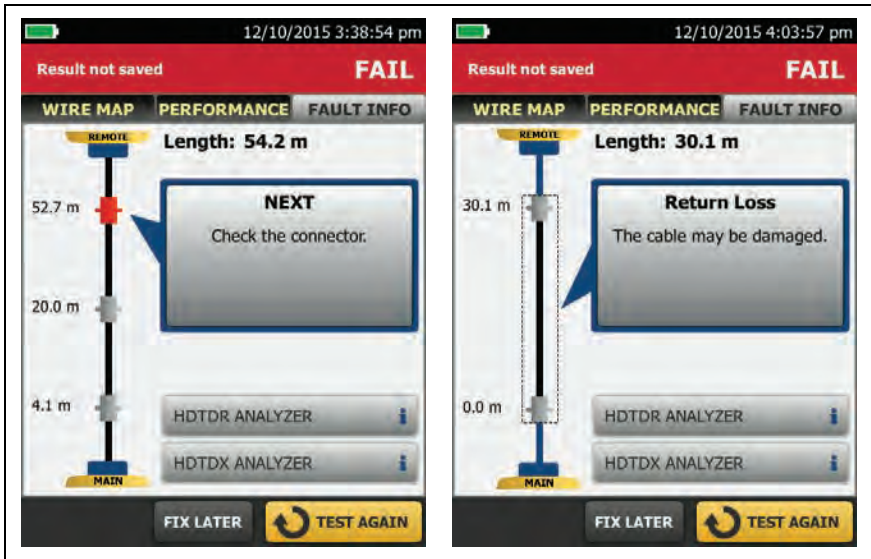 12/10/2015 3:38:54 pm
Result not saved
FAIL
WIRE MAP
PERFORMANCE
FAULT INFO
REMOTE
Length: 54.2 m
52.7 m
NEXT
Check the connector.
20.0 m
4.1 m
HDTDR ANALYZER i
HDTDX ANALYZER i
MAIN
FIX LATER
TEST AGAIN
12/10/2015 4:03:57 pm
Result not saved
FAIL
WIRE MAP
PERFORMANCE
FAULT INFO
REMOTE
Length: 30.1 m
30.1 m
Return Loss
The cable may be damaged.
0.0 m
HDTDR ANALYZER i
HDTDX ANALYZER i
MAIN
FIX LATER
TEST AGAIN